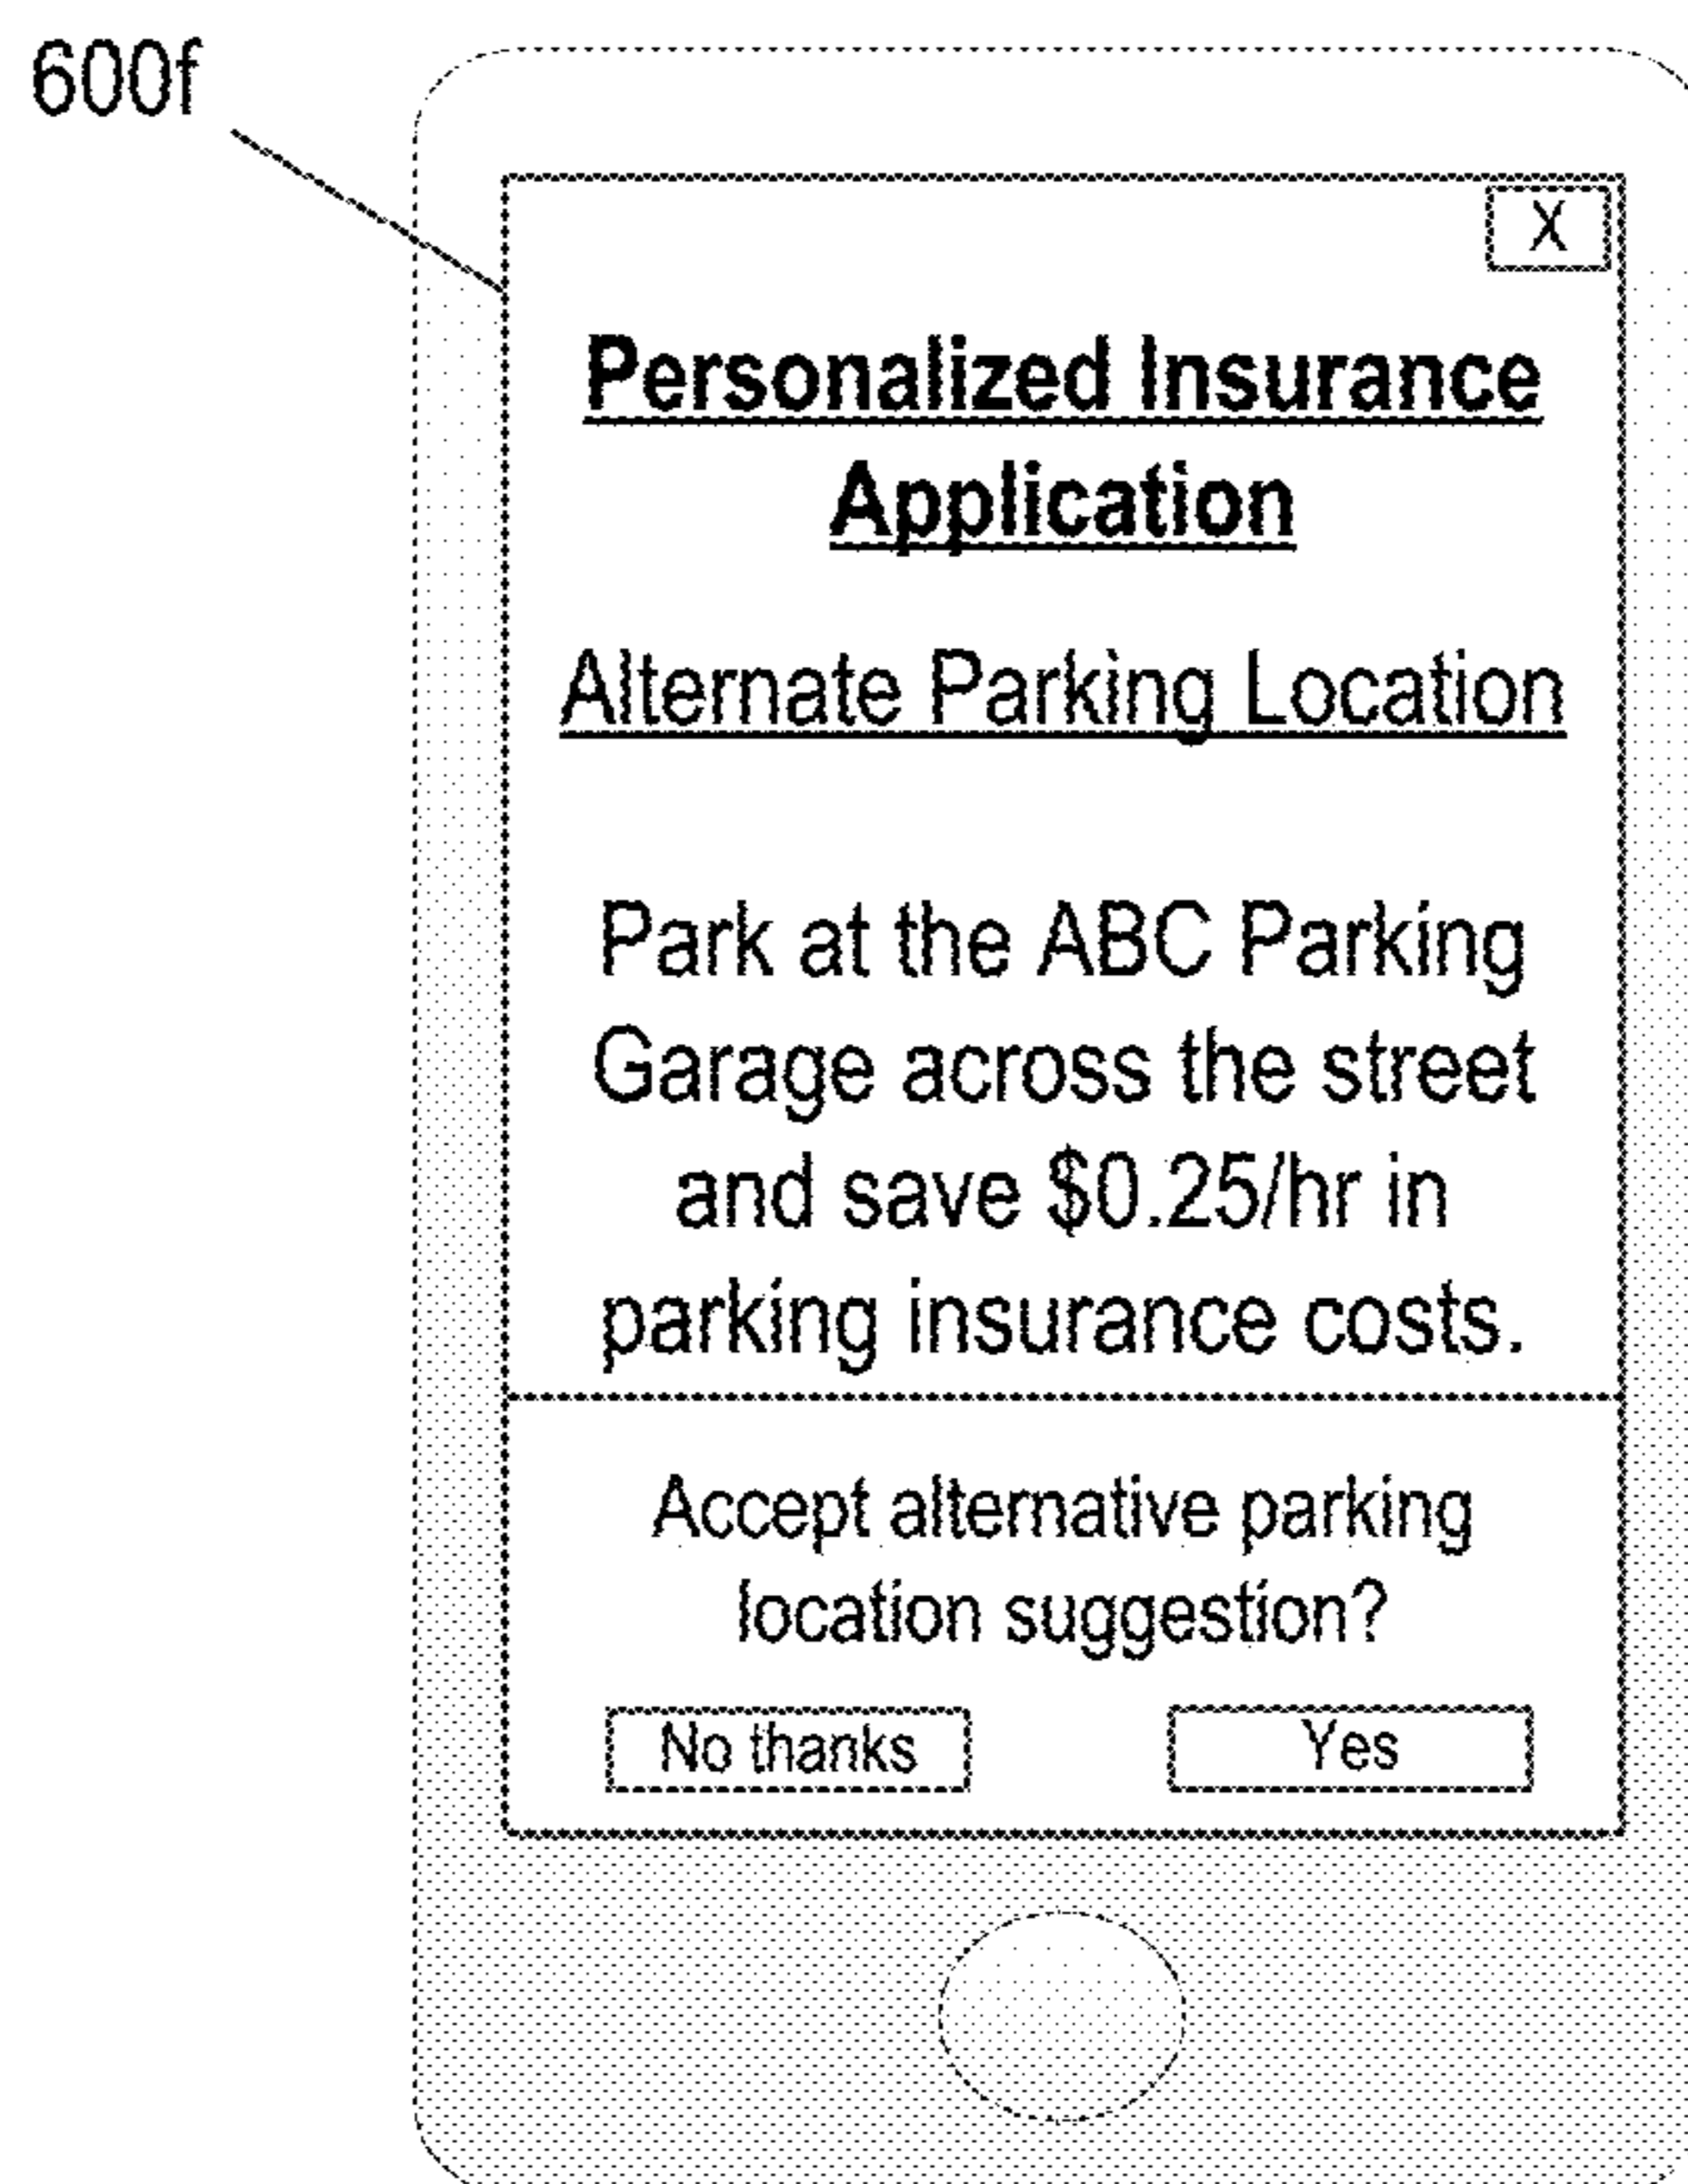 600f
X
Personalized Insurance
Application
Alternate Parking Location
Park at the ABC Parking
Garage across the street
and save $0.25/hr in
parking insurance costs.
Accept alternative parking
location suggestion?
No thanks
Yes